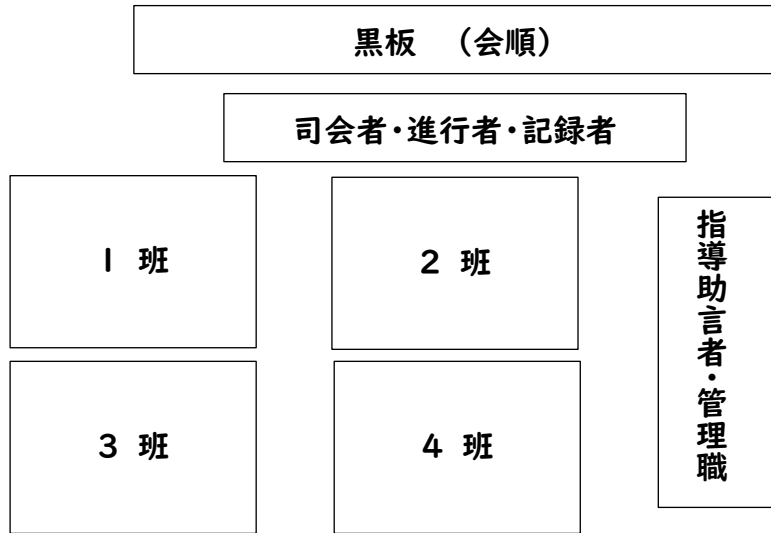 黒板　（会順）
司会者・進行者・記録者
1 班
2 班
指導助言者・管理職
3 班
4 班